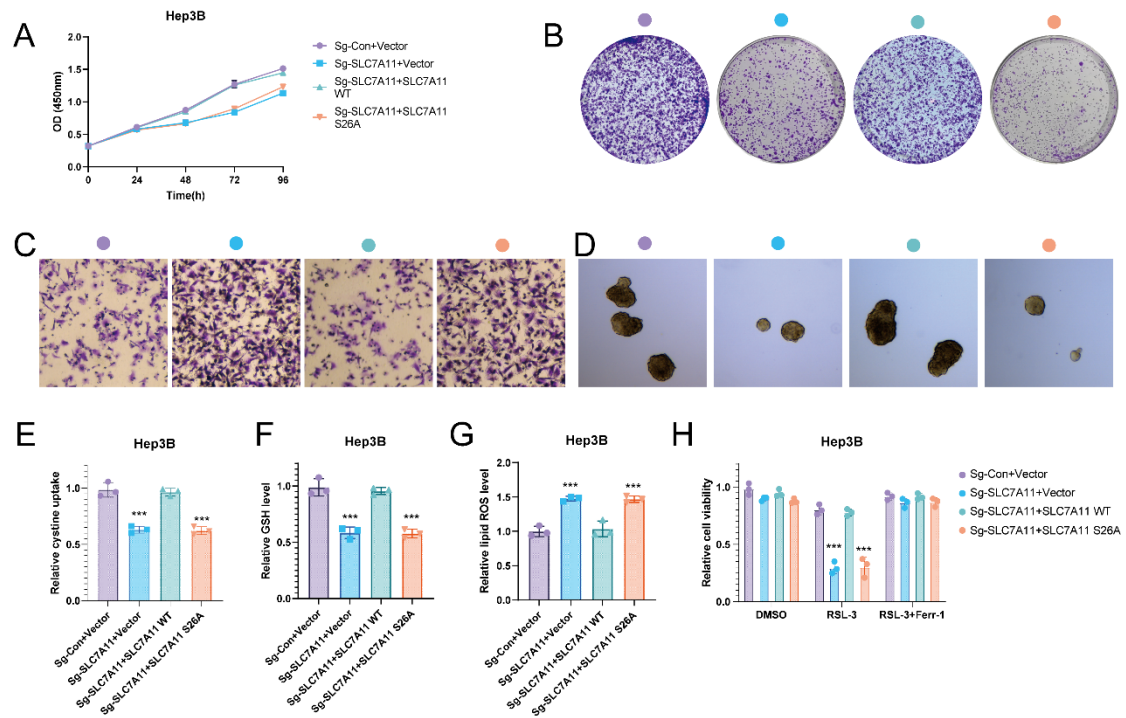 A
Hep3B
OD (450nm)
2.0
1.5
1.0
0.5
0.0
0
24
48
72
96
Time(h)
Sg-Con+Vector
Sg-SLC7A11+Vector
Sg-SLC7A11+SLC7A11
WT
Sg-SLC7A11+SLC7A11
S26A
B
C
D
E
Hep3B
Relative cystine uptake
1.0
0.5
0.0
***
***
Sg-Con+Vector
Sg-SLC7A11+Vector
Sg-SLC7A11+SLC7A11 WT
Sg-SLC7A11+SLC7A11 S26A
F
Hep3B
Relative GSH level
1.0
0.5
0.0
***
***
Sg-Con+Vector
Sg-SLC7A11+Vector
Sg-SLC7A11+SLC7A11 WT
Sg-SLC7A11+SLC7A11 S26A
G
Hep3B
Relative lipid ROS level
2.0
1.5
1.0
0.5
0.0
***
***
Sg-Con+Vector
Sg-SLC7A11+Vector
Sg-SLC7A11+SLC7A11 WT
Sg-SLC7A11+SLC7A11 S26A
H
Hep3B
Relative cell viability
1.0
0.5
0.0
***
***
DMSO
RSL-3
RSL-3+Ferr-1
Sg-Con+Vector
Sg-SLC7A11+Vector
Sg-SLC7A11+SLC7A11 WT
Sg-SLC7A11+SLC7A11 S26A